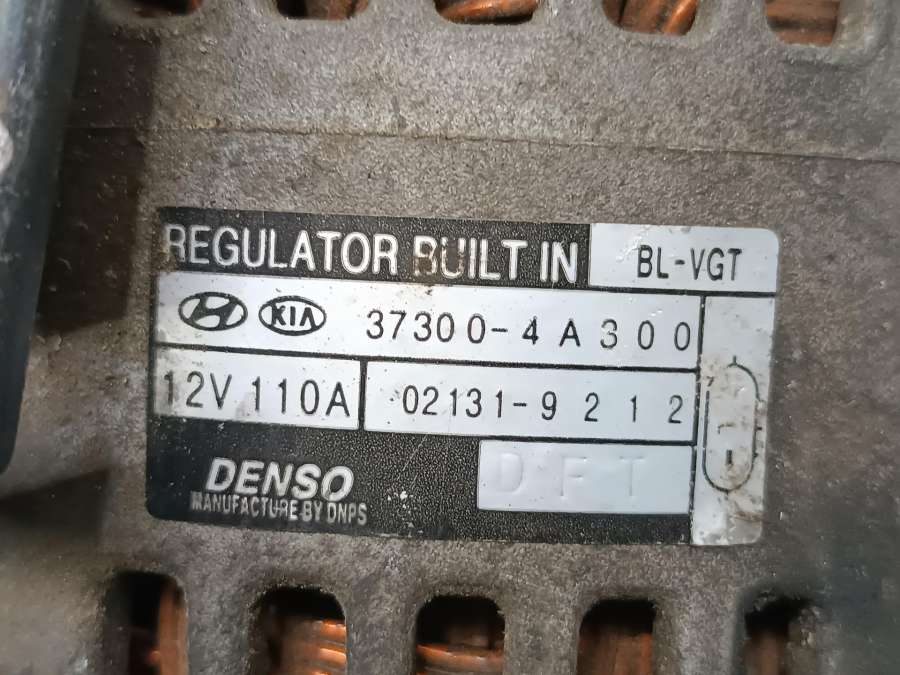 REGULATOR BUILT IN BL-VGT
KIA 37300-4A300
12V 110A 02131-9212
DENSO DFT
MANUFACTURE BY DNPS